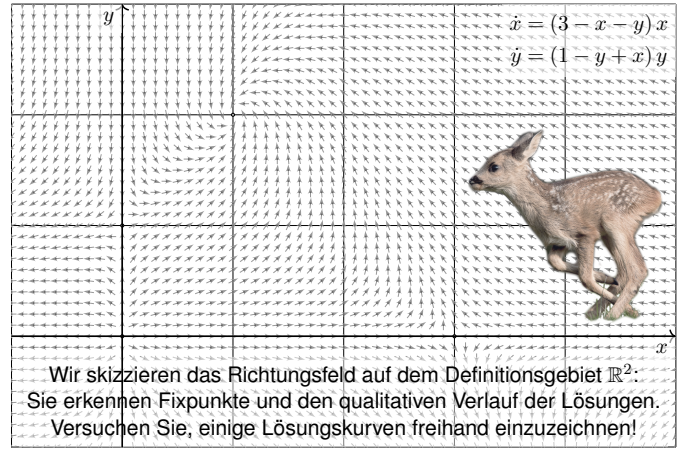 y
ẋ = (3 − x − y) x
ẏ = (1 − y + x) y
x
Wir skizzieren das Richtungsfeld auf dem Definitionsgebiet ℝ²:
Sie erkennen Fixpunkte und den qualitativen Verlauf der Lösungen.
Versuchen Sie, einige Lösungskurven freihand einzuzeichnen!